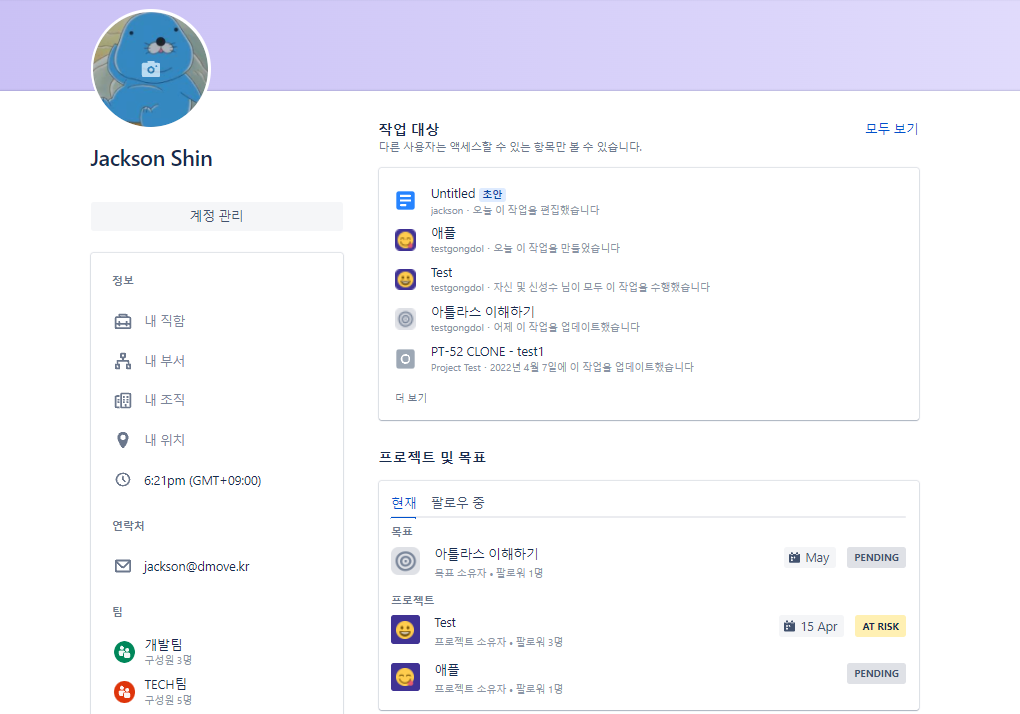 Jackson Shin
계정 관리
정보
내 직함
내 부서
내 조직
내 위치
6:21pm (GMT+09:00)
연락처
jackson@dmove.kr
팀
개발팀
구성원 3명
TECH팀
구성원 5명
작업 대상
모두 보기
다른 사용자는 액세스할 수 있는 항목만 볼 수 있습니다.
Untitled 초안
jackson · 오늘 이 작업을 편집했습니다
애플
testgongdol · 오늘 이 작업을 만들었습니다
Test
testgongdol · 자신 및 신성수 님이 모두 이 작업을 수행했습니다
아틀라스 이해하기
testgongdol · 어제 이 작업을 업데이트했습니다
PT-52 CLONE - test1
Project Test · 2022년 4월 7일에 이 작업을 업데이트했습니다
더 보기
프로젝트 및 목표
현재 팔로우 중
목표
아틀라스 이해하기
목표 소유자 • 팔로워 1명
May PENDING
프로젝트
Test
프로젝트 소유자 • 팔로워 3명
15 Apr AT RISK
애플
프로젝트 소유자 • 팔로워 1명
PENDING